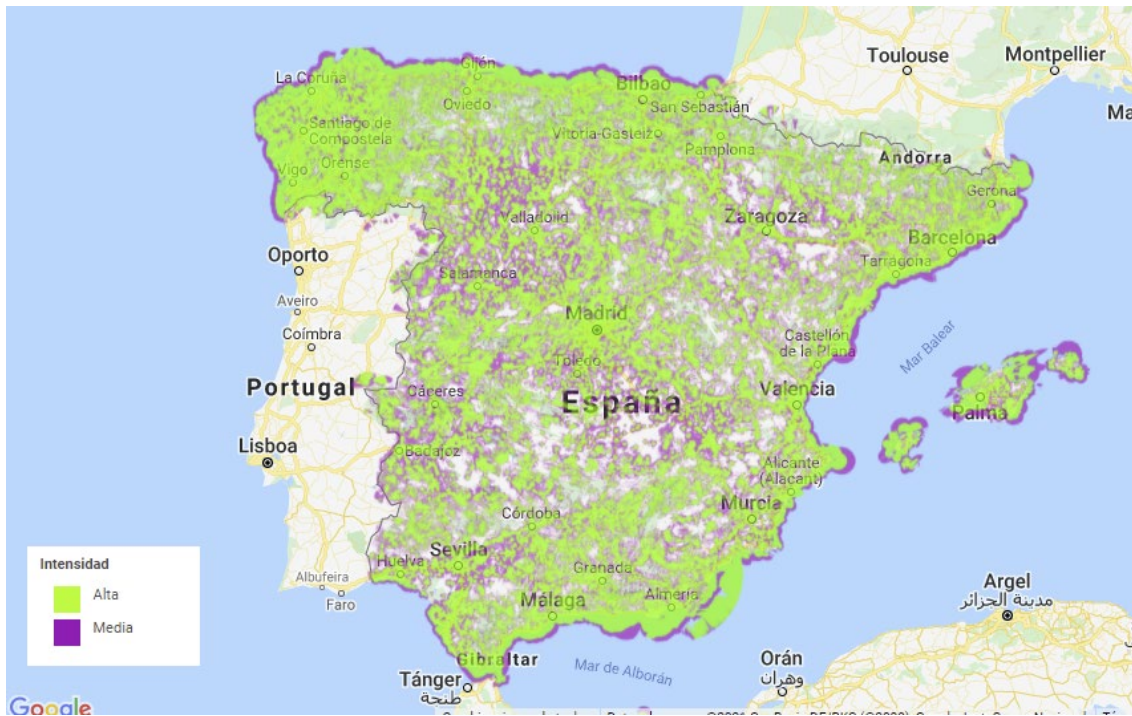 Toulouse
Montpellier
La Coruña
Gijón
Oviedo
Bilbao
San Sebastián
Santiago de
Compostela
Vitoria-Gasteiz
Pamplona
Andorra
Vigo
Orense
Gerona
Valladolid
Zaragoza
Barcelona
Oporto
Tarragona
Salamanca
Aveiro
Madrid
Coímbra
Castellón
de la Plana
Mar Balear
Toledo
Portugal
Cáceres
España
Valencia
Palma
Lisboa
Badajoz
Alicante
(Alacant)
Murcia
Córdoba
Sevilla
Intensidad
Alta
Media
Huelva
Granada
Albufeira
Faro
Málaga
Almería
Argel
مدينة الجزائر
Gibraltar
Mar de Alborán
Tánger
طنجة
Orán
وهران
Google